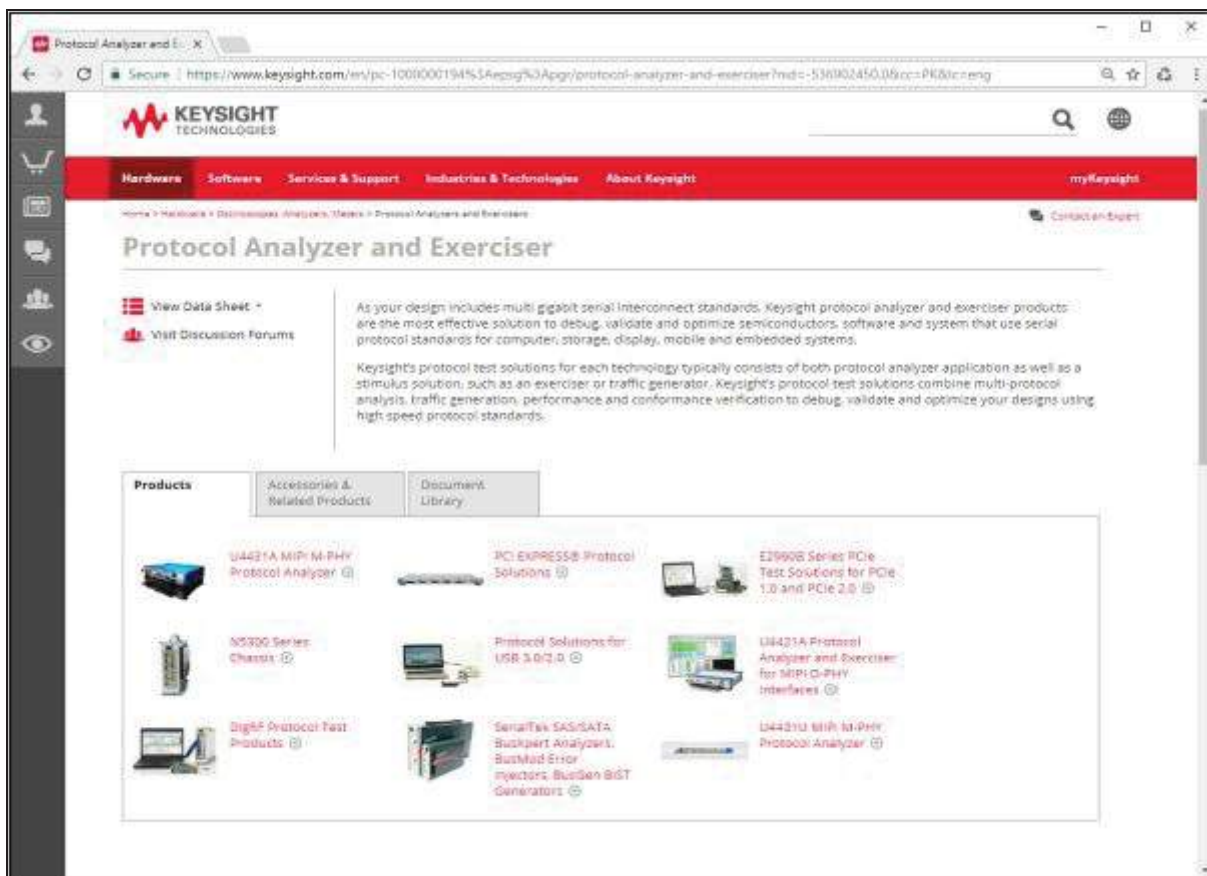 Protocol Analyzer and E
Secure | https://www.keysight.com/en/pc-1000000194%3Aepsg%3Apgr/protocol-analyzer-and-exerciser?nid=-536902450.0&cc=PK&lc=eng
KEYSIGHT
TECHNOLOGIES
Hardware Software Services & Support Industries & Technologies About Keysight myKeysight
Home > Hardware > Oscilloscopes, Analyzers, Meters > Protocol Analyzers and Exercisers
Contact an Expert
Protocol Analyzer and Exerciser
View Data Sheet
Visit Discussion Forums
As your design includes multi gigabit serial interconnect standards, Keysight protocol analyzer and exerciser products
are the most effective solution to debug, validate and optimize semiconductors, software and system that use serial
protocol standards for computer, storage, display, mobile and embedded systems.
Keysight's protocol test solutions for each technology typically consists of both protocol analyzer application as well as a
stimulus solution, such as an exerciser or traffic generator. Keysight's protocol test solutions combine multi-protocol
analysis, traffic generation, performance and conformance verification to debug, validate and optimize your designs using
high speed protocol standards.
Products
Accessories &
Related Products
Document
Library
U4431A MIPI M-PHY
Protocol Analyzer
PCI EXPRESS® Protocol
Solutions
E2960B Series PCIe
Test Solutions for PCIe
1.0 and PCIe 2.0
N5300 Series
Chassis
Protocol Solutions for
USB 3.0/2.0
U4421A Protocol
Analyzer and Exerciser
for MIPI D-PHY
Interfaces
DigRF Protocol Test
Products
SerialTek SAS/SATA
BusXpert Analyzers,
BusMod Error
Injectors, BusGen BIST
Generators
U4431U MIPI M-PHY
Protocol Analyzer